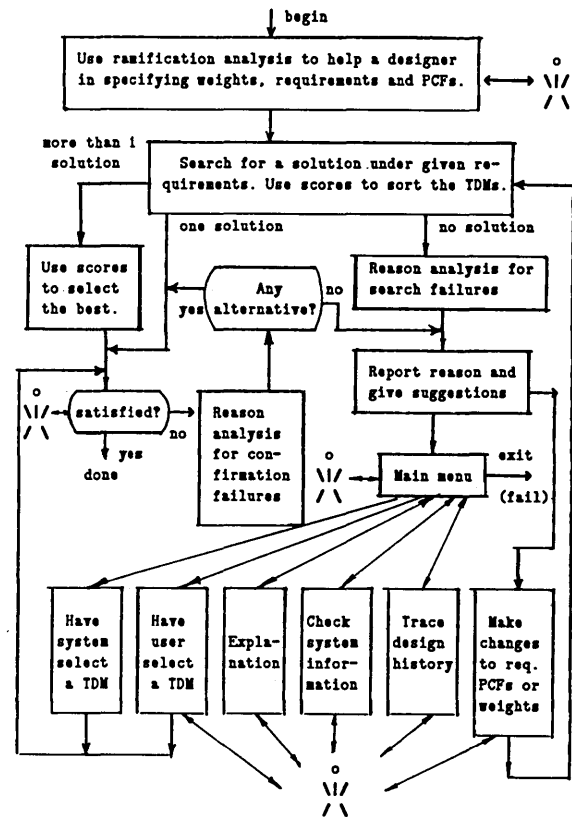 begin
Use ramification analysis to help a designer
in specifying weights, requirements and PCFs.
more than 1
solution
Search for a solution under given re-
quirements. Use scores to sort the TDMs.
one solution
no solution
Use scores
to select
the best.
Any
alternative?
yes
no
Reason analysis for
search failures
Report reason and
give suggestions
satisfied?
no
yes
done
Reason
analysis
for con-
firmation
failures
Main menu
exit
(fail)
Have
system
select
a TDM
Have
user
select
a TDM
Expla-
nation
Check
system
infor-
mation
Trace
design
history
Make
changes
to req.
PCFs or
weights